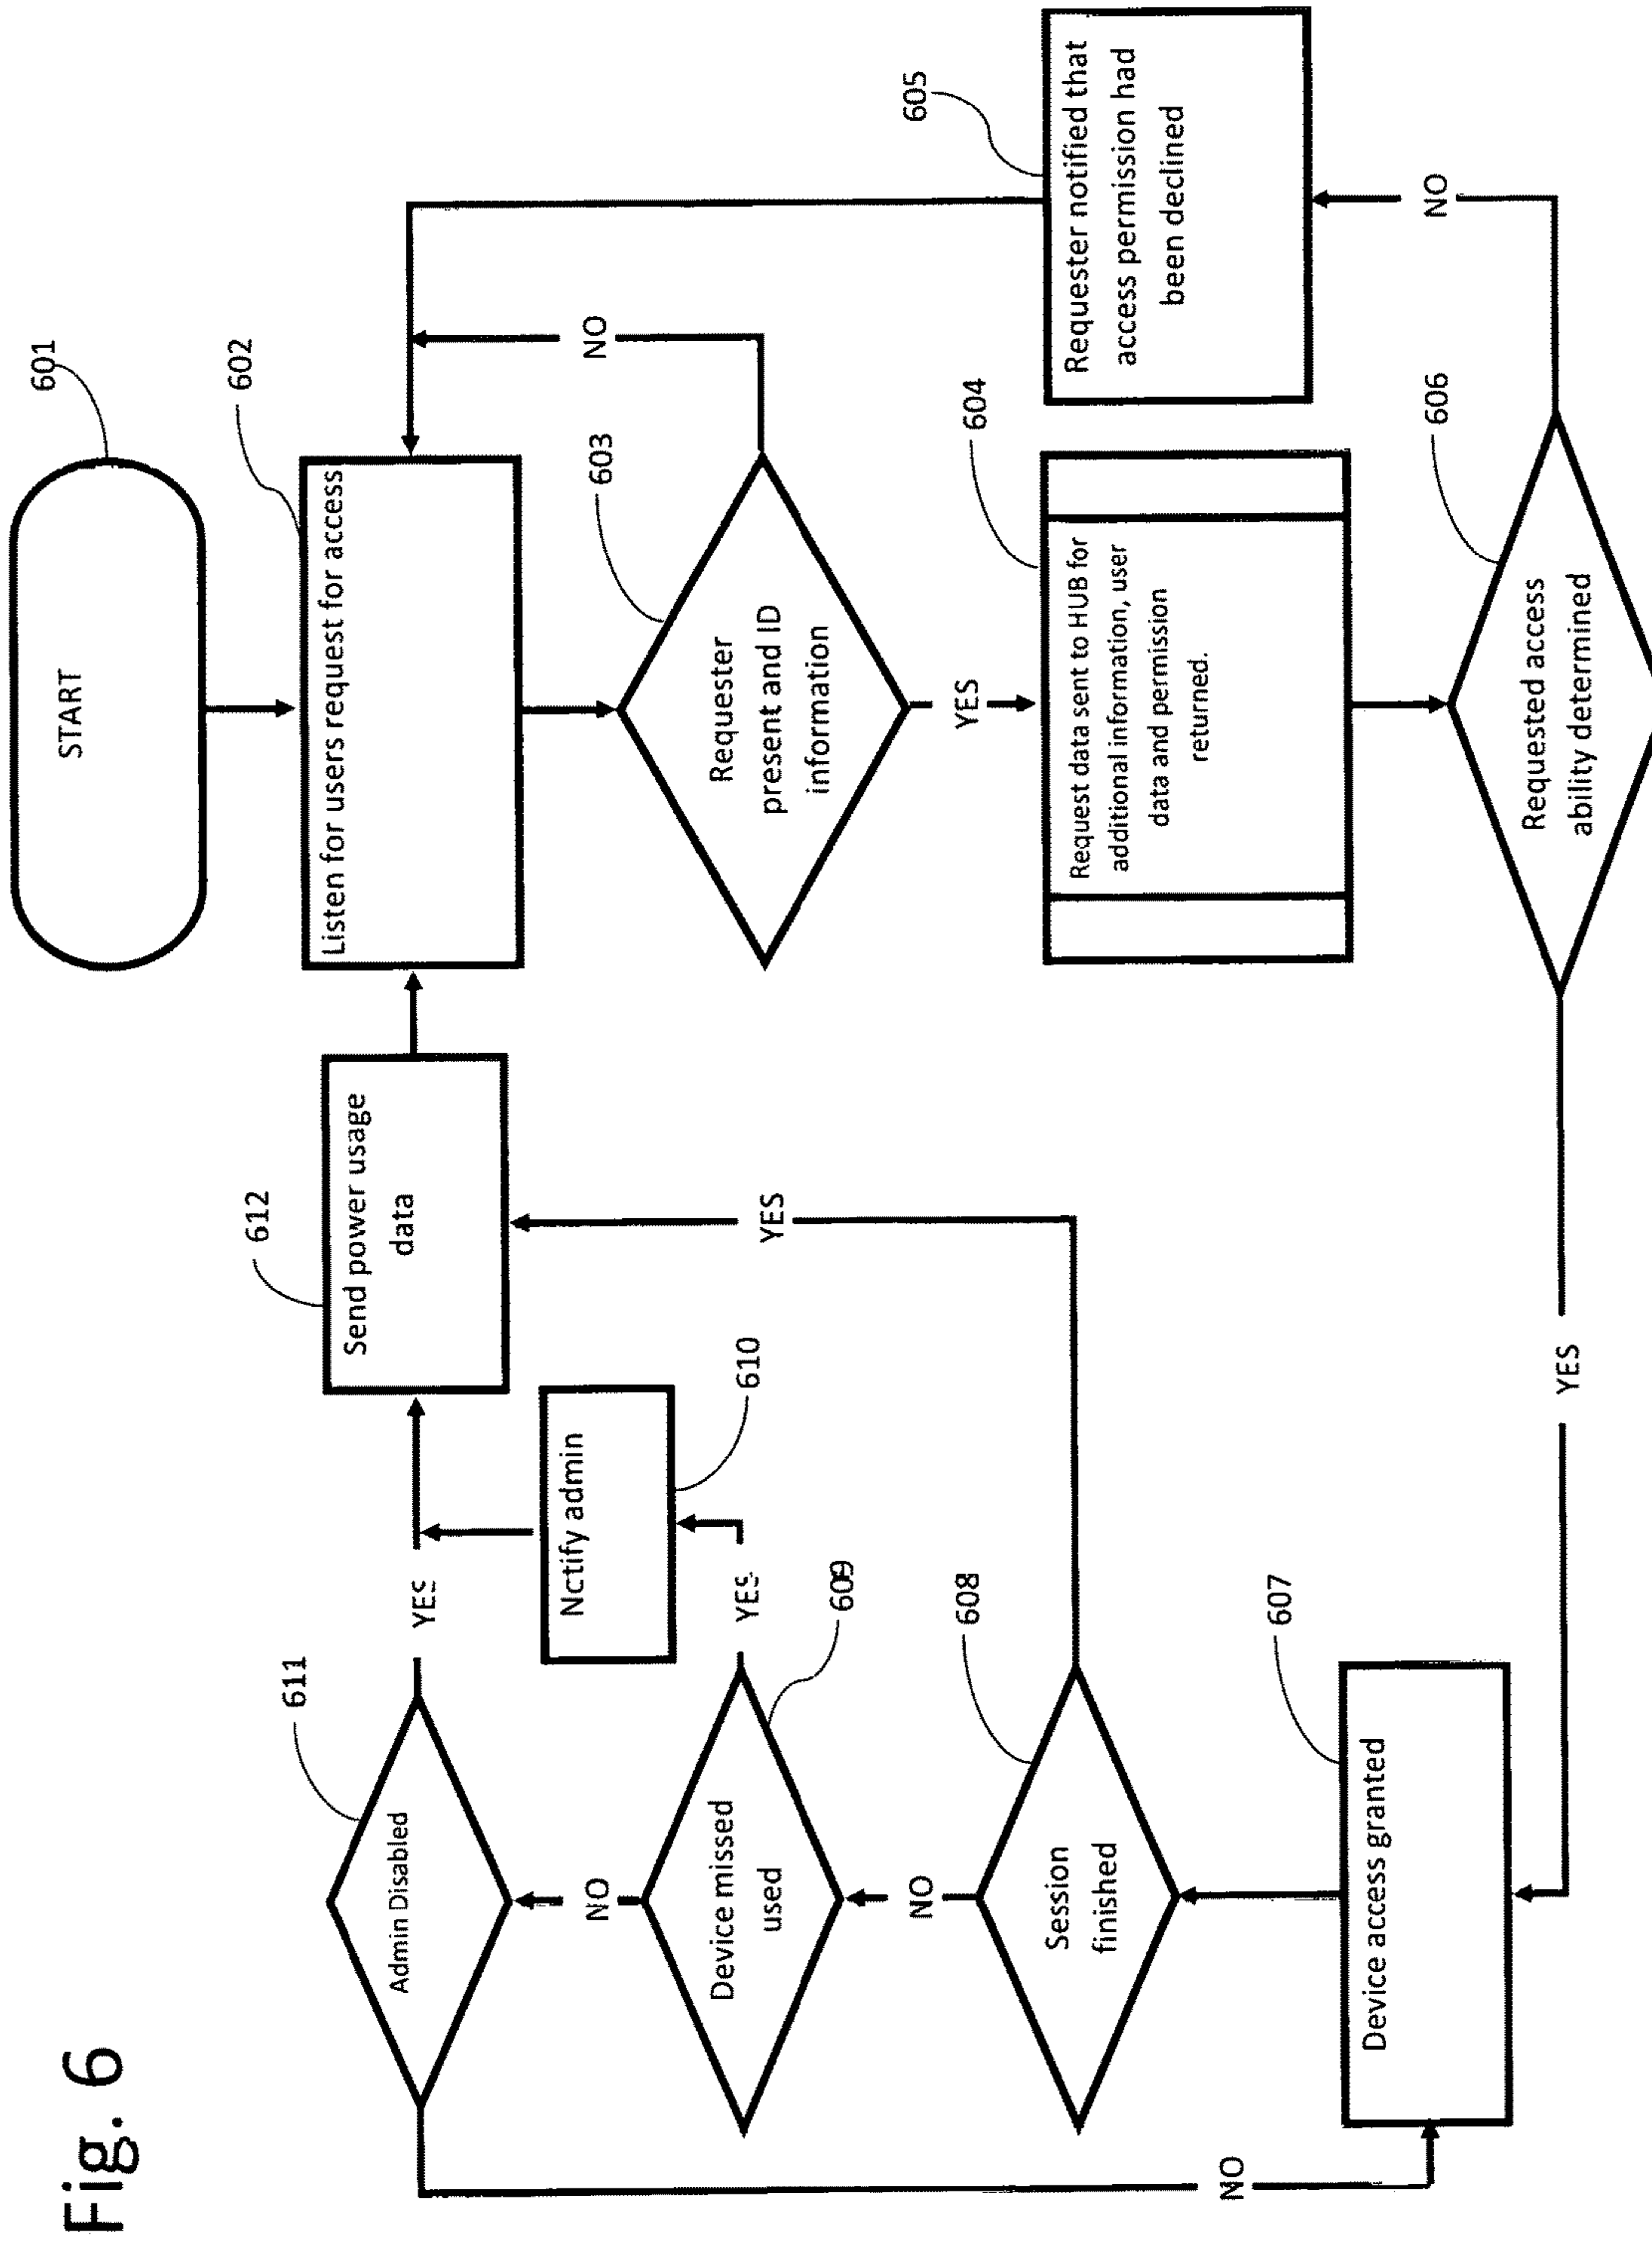 Fig. 6
601
START
602
Listen for users request for access
603
Requester
present and ID
information
NO
YES
604
Request data sent to HUB for
additional information, user
data and permission
returned.
605
Requester notified that
access permission had
been declined
NO
606
Requested access
ability determined
YES
607
Device access granted
608
Session
finished
YES
NO
609
Device missed
used
YES
610
Nctify admin
NO
611
Admin Disabled
YES
NO
612
Send power usage
data